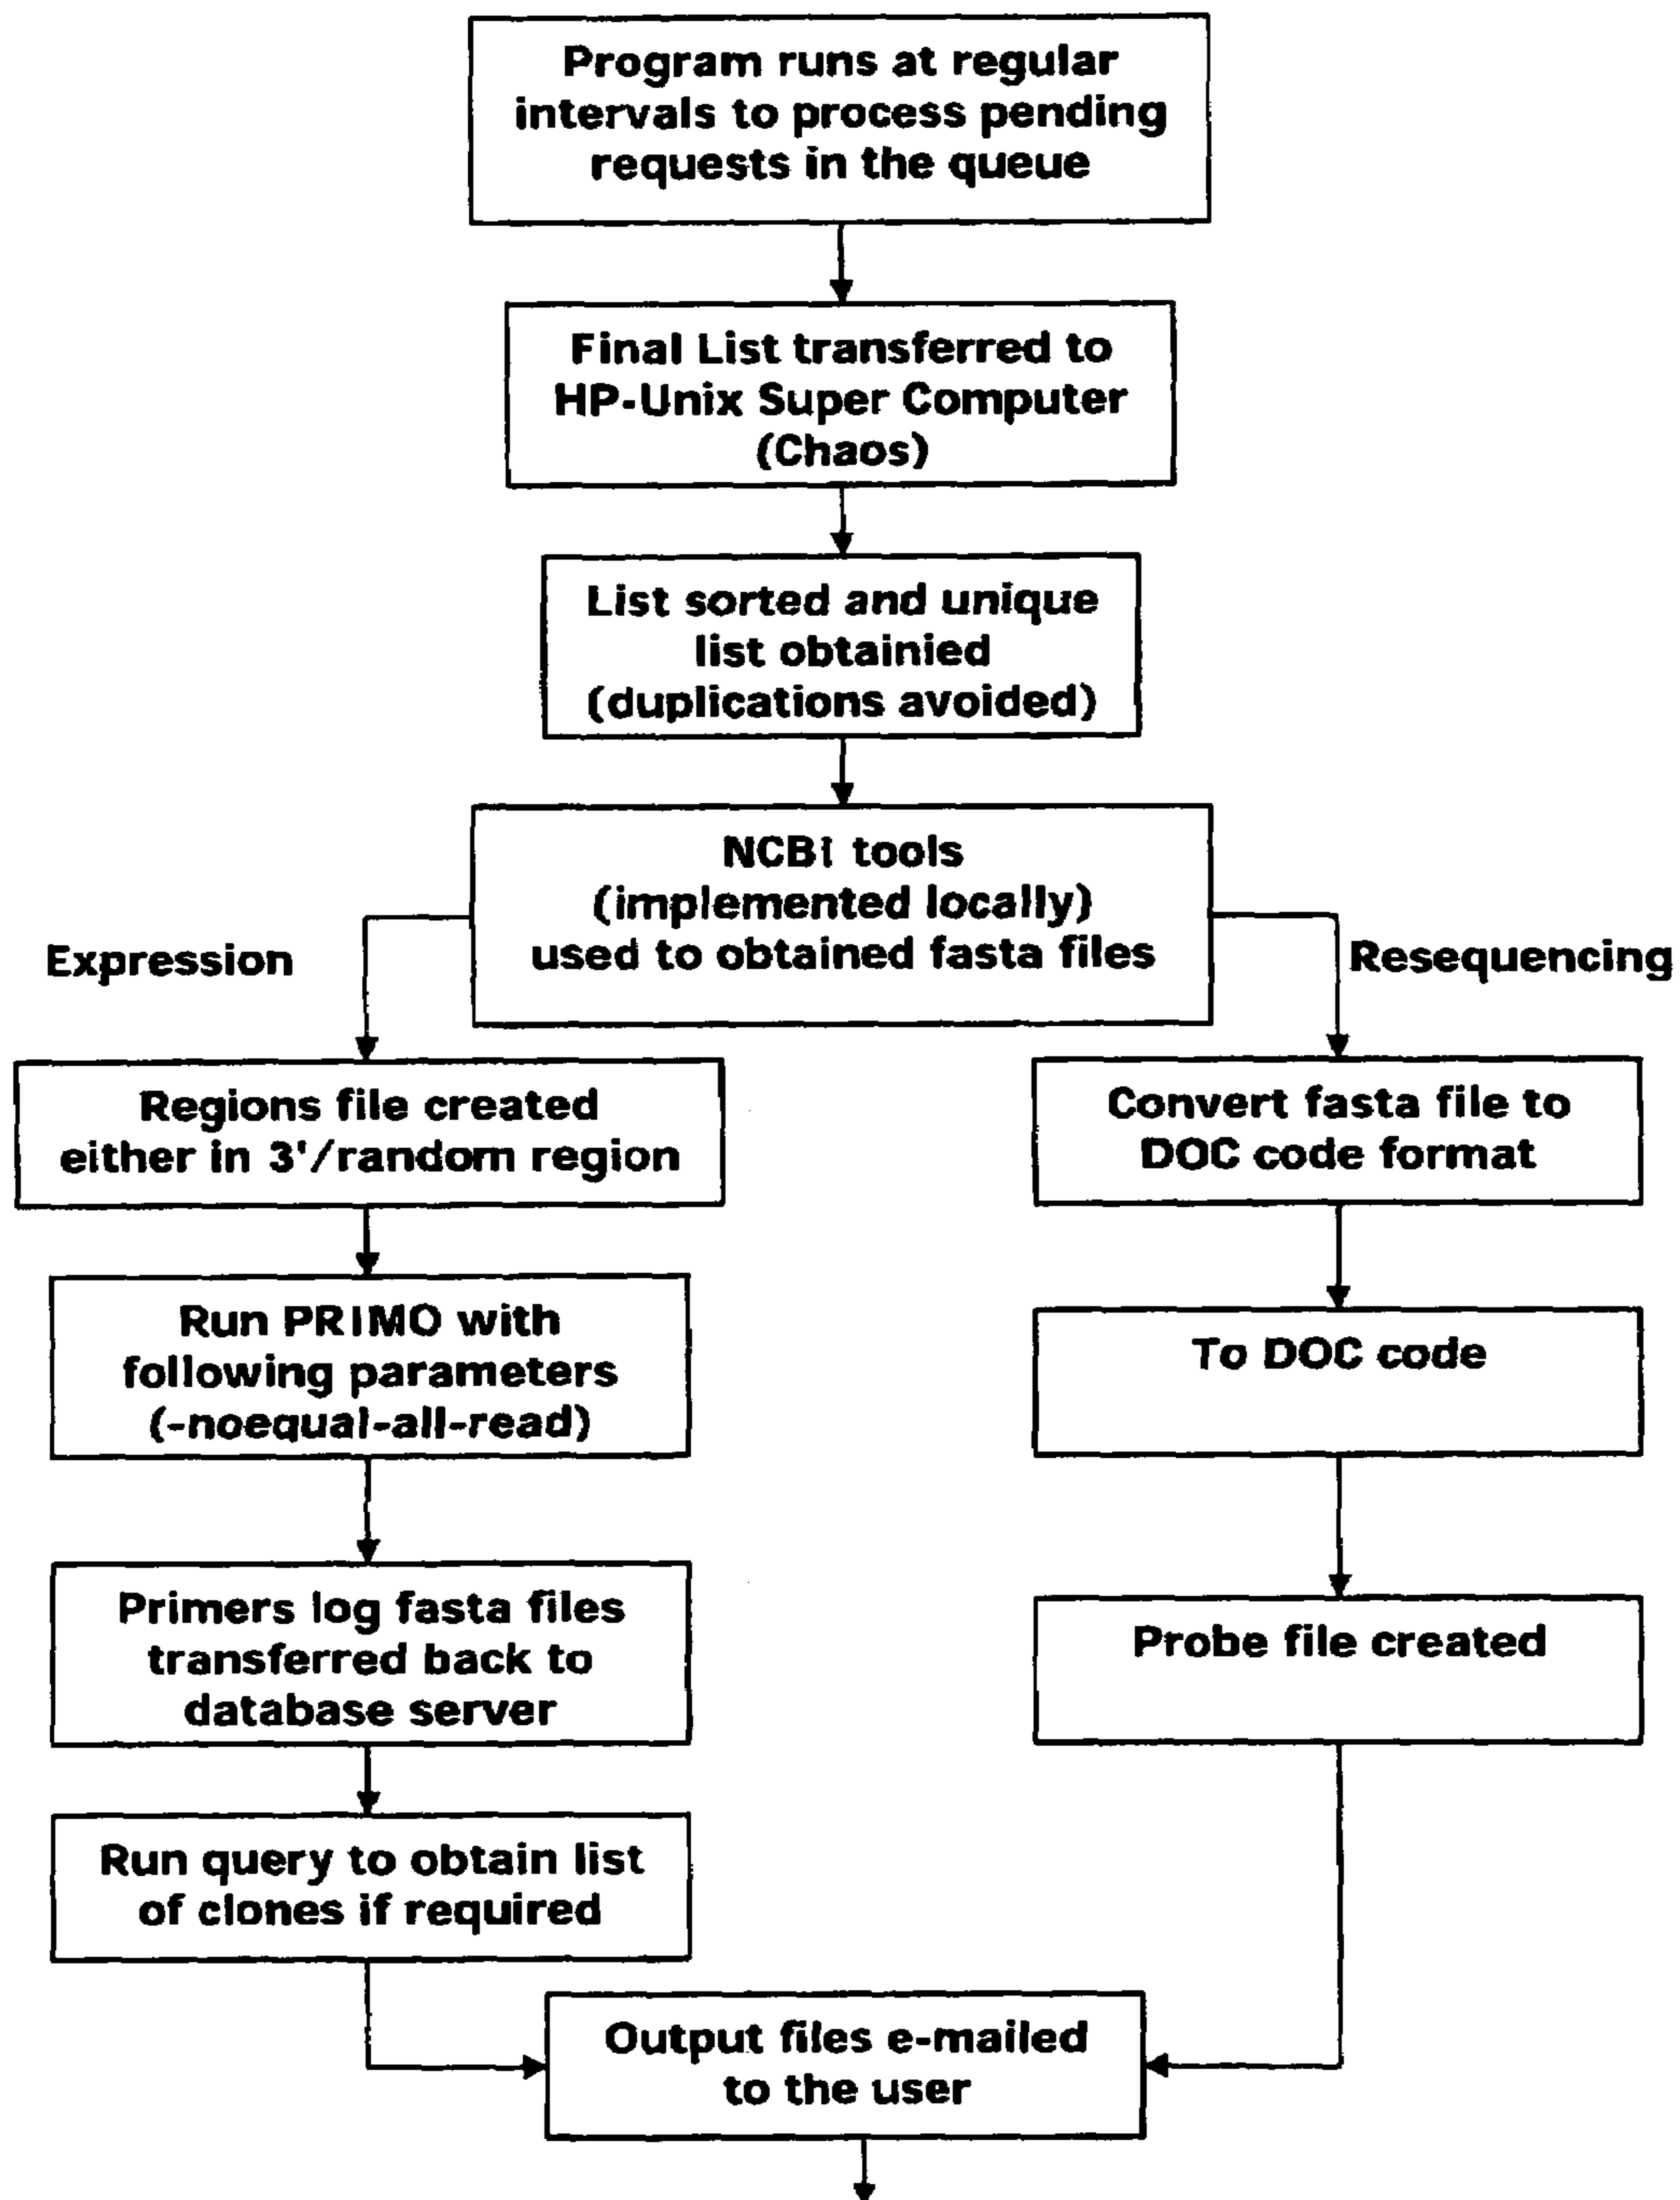 Program runs at regular
intervals to process pending
requests in the queue
Final List transferred to
HP-Unix Super Computer
(Chaos)
List sorted and unique
list obtainied
(duplications avoided)
NCBI tools
(implemented locally)
used to obtained fasta files
Expression
Resequencing
Regions file created
either in 3'/random region
Run PRIMO with
following parameters
(-noequal-all-read)
Primers log fasta files
transferred back to
database server
Run query to obtain list
of clones if required
Convert fasta file to
DOC code format
To DOC code
Probe file created
Output files e-mailed
to the user